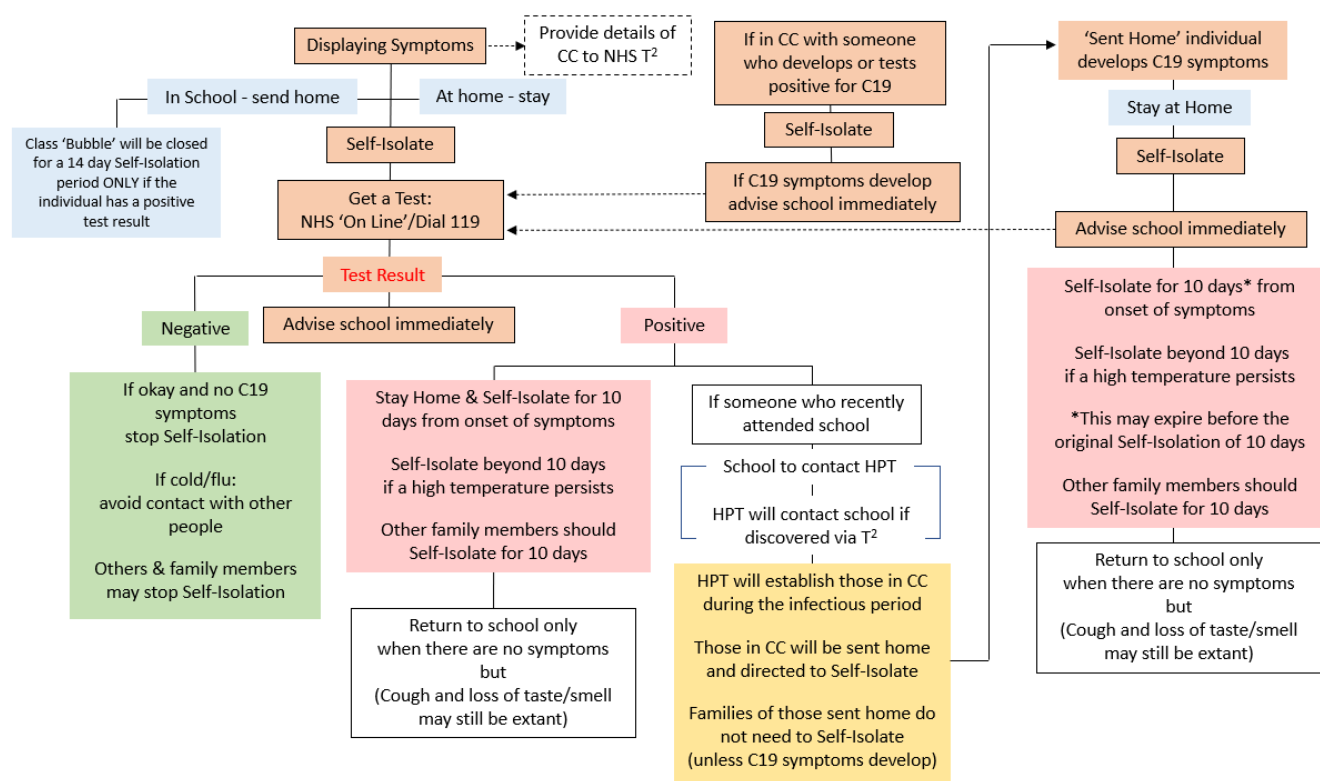 Displaying Symptoms
Provide details of
CC to NHS T²
In School - send home
At home - stay
Class ‘Bubble’ will be closed
for a 14 day Self-Isolation
period ONLY if the
individual has a positive
test result
Self-Isolate
Get a Test:
NHS ‘On Line’/Dial 119
If in CC with someone
who develops or tests
positive for C19
Self-Isolate
If C19 symptoms develop
advise school immediately
‘Sent Home’ individual
develops C19 symptoms
Stay at Home
Self-Isolate
Advise school immediately
Self-Isolate for 10 days* from
onset of symptoms
Self-Isolate beyond 10 days
if a high temperature persists
*This may expire before the
original Self-Isolation of 10 days
Other family members should
Self-Isolate for 10 days
Return to school only
when there are no symptoms
but
(Cough and loss of taste/smell
may still be extant)
Test Result
Advise school immediately
Negative
If okay and no C19
symptoms
stop Self-Isolation
If cold/flu:
avoid contact with other
people
Others & family members
may stop Self-Isolation
Positive
Stay Home & Self-Isolate for 10
days from onset of symptoms
Self-Isolate beyond 10 days
if a high temperature persists
Other family members should
Self-Isolate for 10 days
Return to school only
when there are no symptoms
but
(Cough and loss of taste/smell
may still be extant)
If someone who recently
attended school
School to contact HPT
HPT will contact school if
discovered via T²
HPT will establish those in CC
during the infectious period
Those in CC will be sent home
and directed to Self-Isolate
Families of those sent home do
not need to Self-Isolate
(unless C19 symptoms develop)